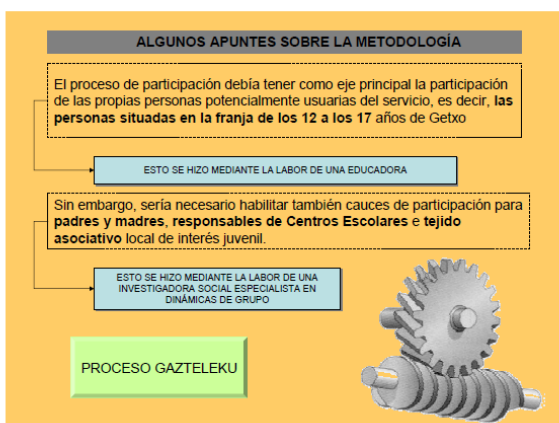 ALGUNOS APUNTES SOBRE LA METODOLOGÍA
El proceso de participación debía tener como eje principal la participación
de las propias personas potencialmente usuarias del servicio, es decir, las
personas situadas en la franja de los 12 a los 17 años de Getxo
ESTO SE HIZO MEDIANTE LA LABOR DE UNA EDUCADORA
Sin embargo, sería necesario habilitar también cauces de participación para
padres y madres, responsables de Centros Escolares e tejido
asociativo local de interés juvenil.
ESTO SE HIZO MEDIANTE LA LABOR DE UNA
INVESTIGADORA SOCIAL ESPECIALISTA EN
DINÁMICAS DE GRUPO
PROCESO GAZTELEKU